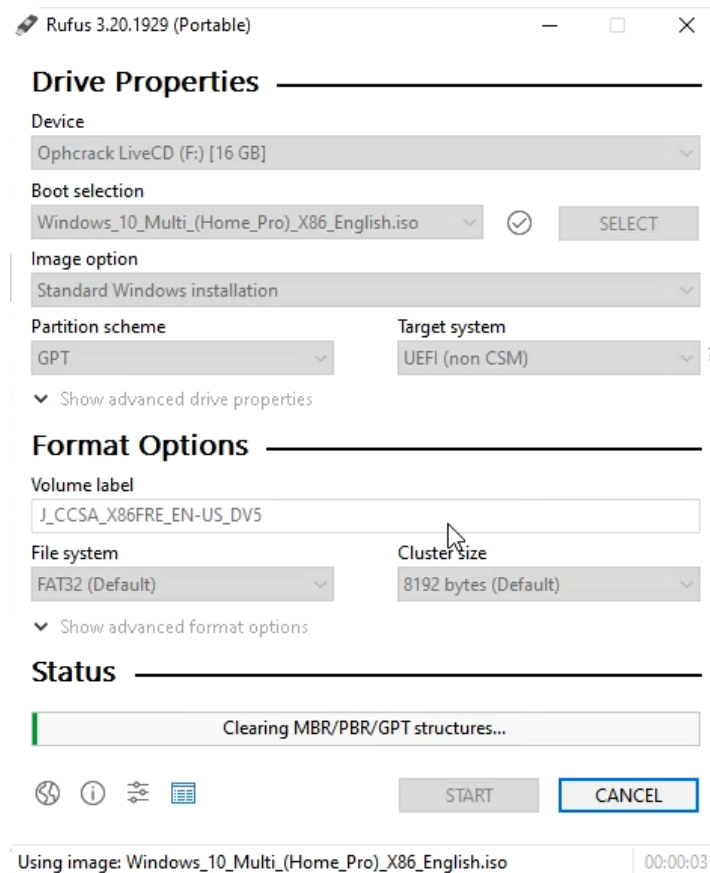 Rufus 3.20.1929 (Portable)
Drive Properties
Device
Ophcrack LiveCD (F:) [16 GB]
Boot selection
Windows_10_Multi_(Home_Pro)_X86_English.iso
SELECT
Image option
Standard Windows installation
Partition scheme
Target system
GPT
UEFI (non CSM)
Show advanced drive properties
Format Options
Volume label
J_CCSA_X86FRE_EN-US_DV5
File system
Cluster size
FAT32 (Default)
8192 bytes (Default)
Show advanced format options
Status
Clearing MBR/PBR/GPT structures...
START
CANCEL
Using image: Windows_10_Multi_(Home_Pro)_X86_English.iso
00:00:03